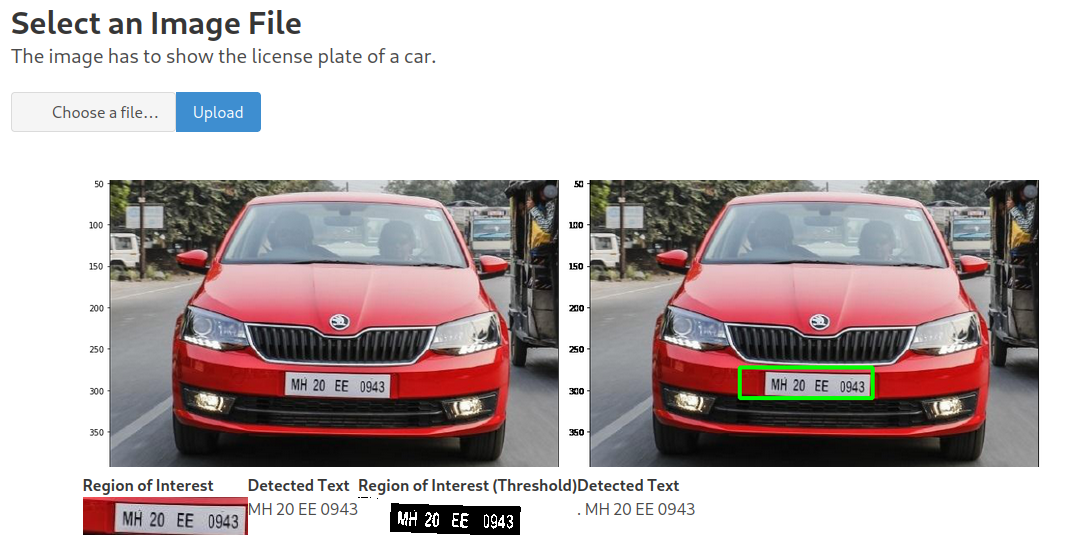 Select an Image File
The image has to show the license plate of a car.
Choose a file...
Upload
50
100
150
200
250
300
350
MH 20 EE 0943
50
100
150
200
250
300
350
MH 20 EE 0943
Region of Interest
Detected Text
Region of Interest (Threshold)
Detected Text
MH 20 EE 0943
MH 20 EE 0943
MH 20 EE 0943
. MH 20 EE 0943